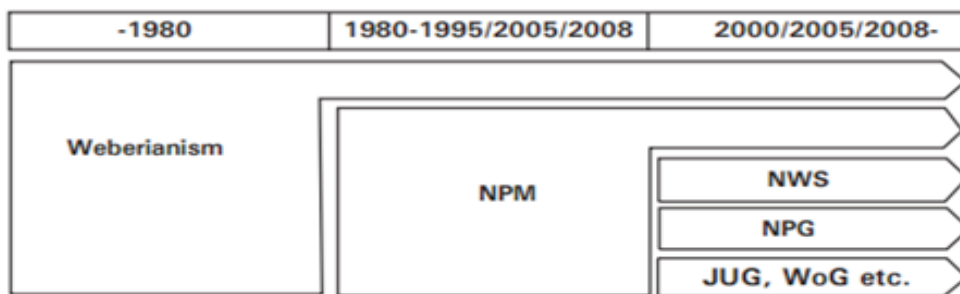 -1980
1980-1995/2005/2008
2000/2005/2008-
Weberianism
NPM
NWS
NPG
JUG, WoG etc.